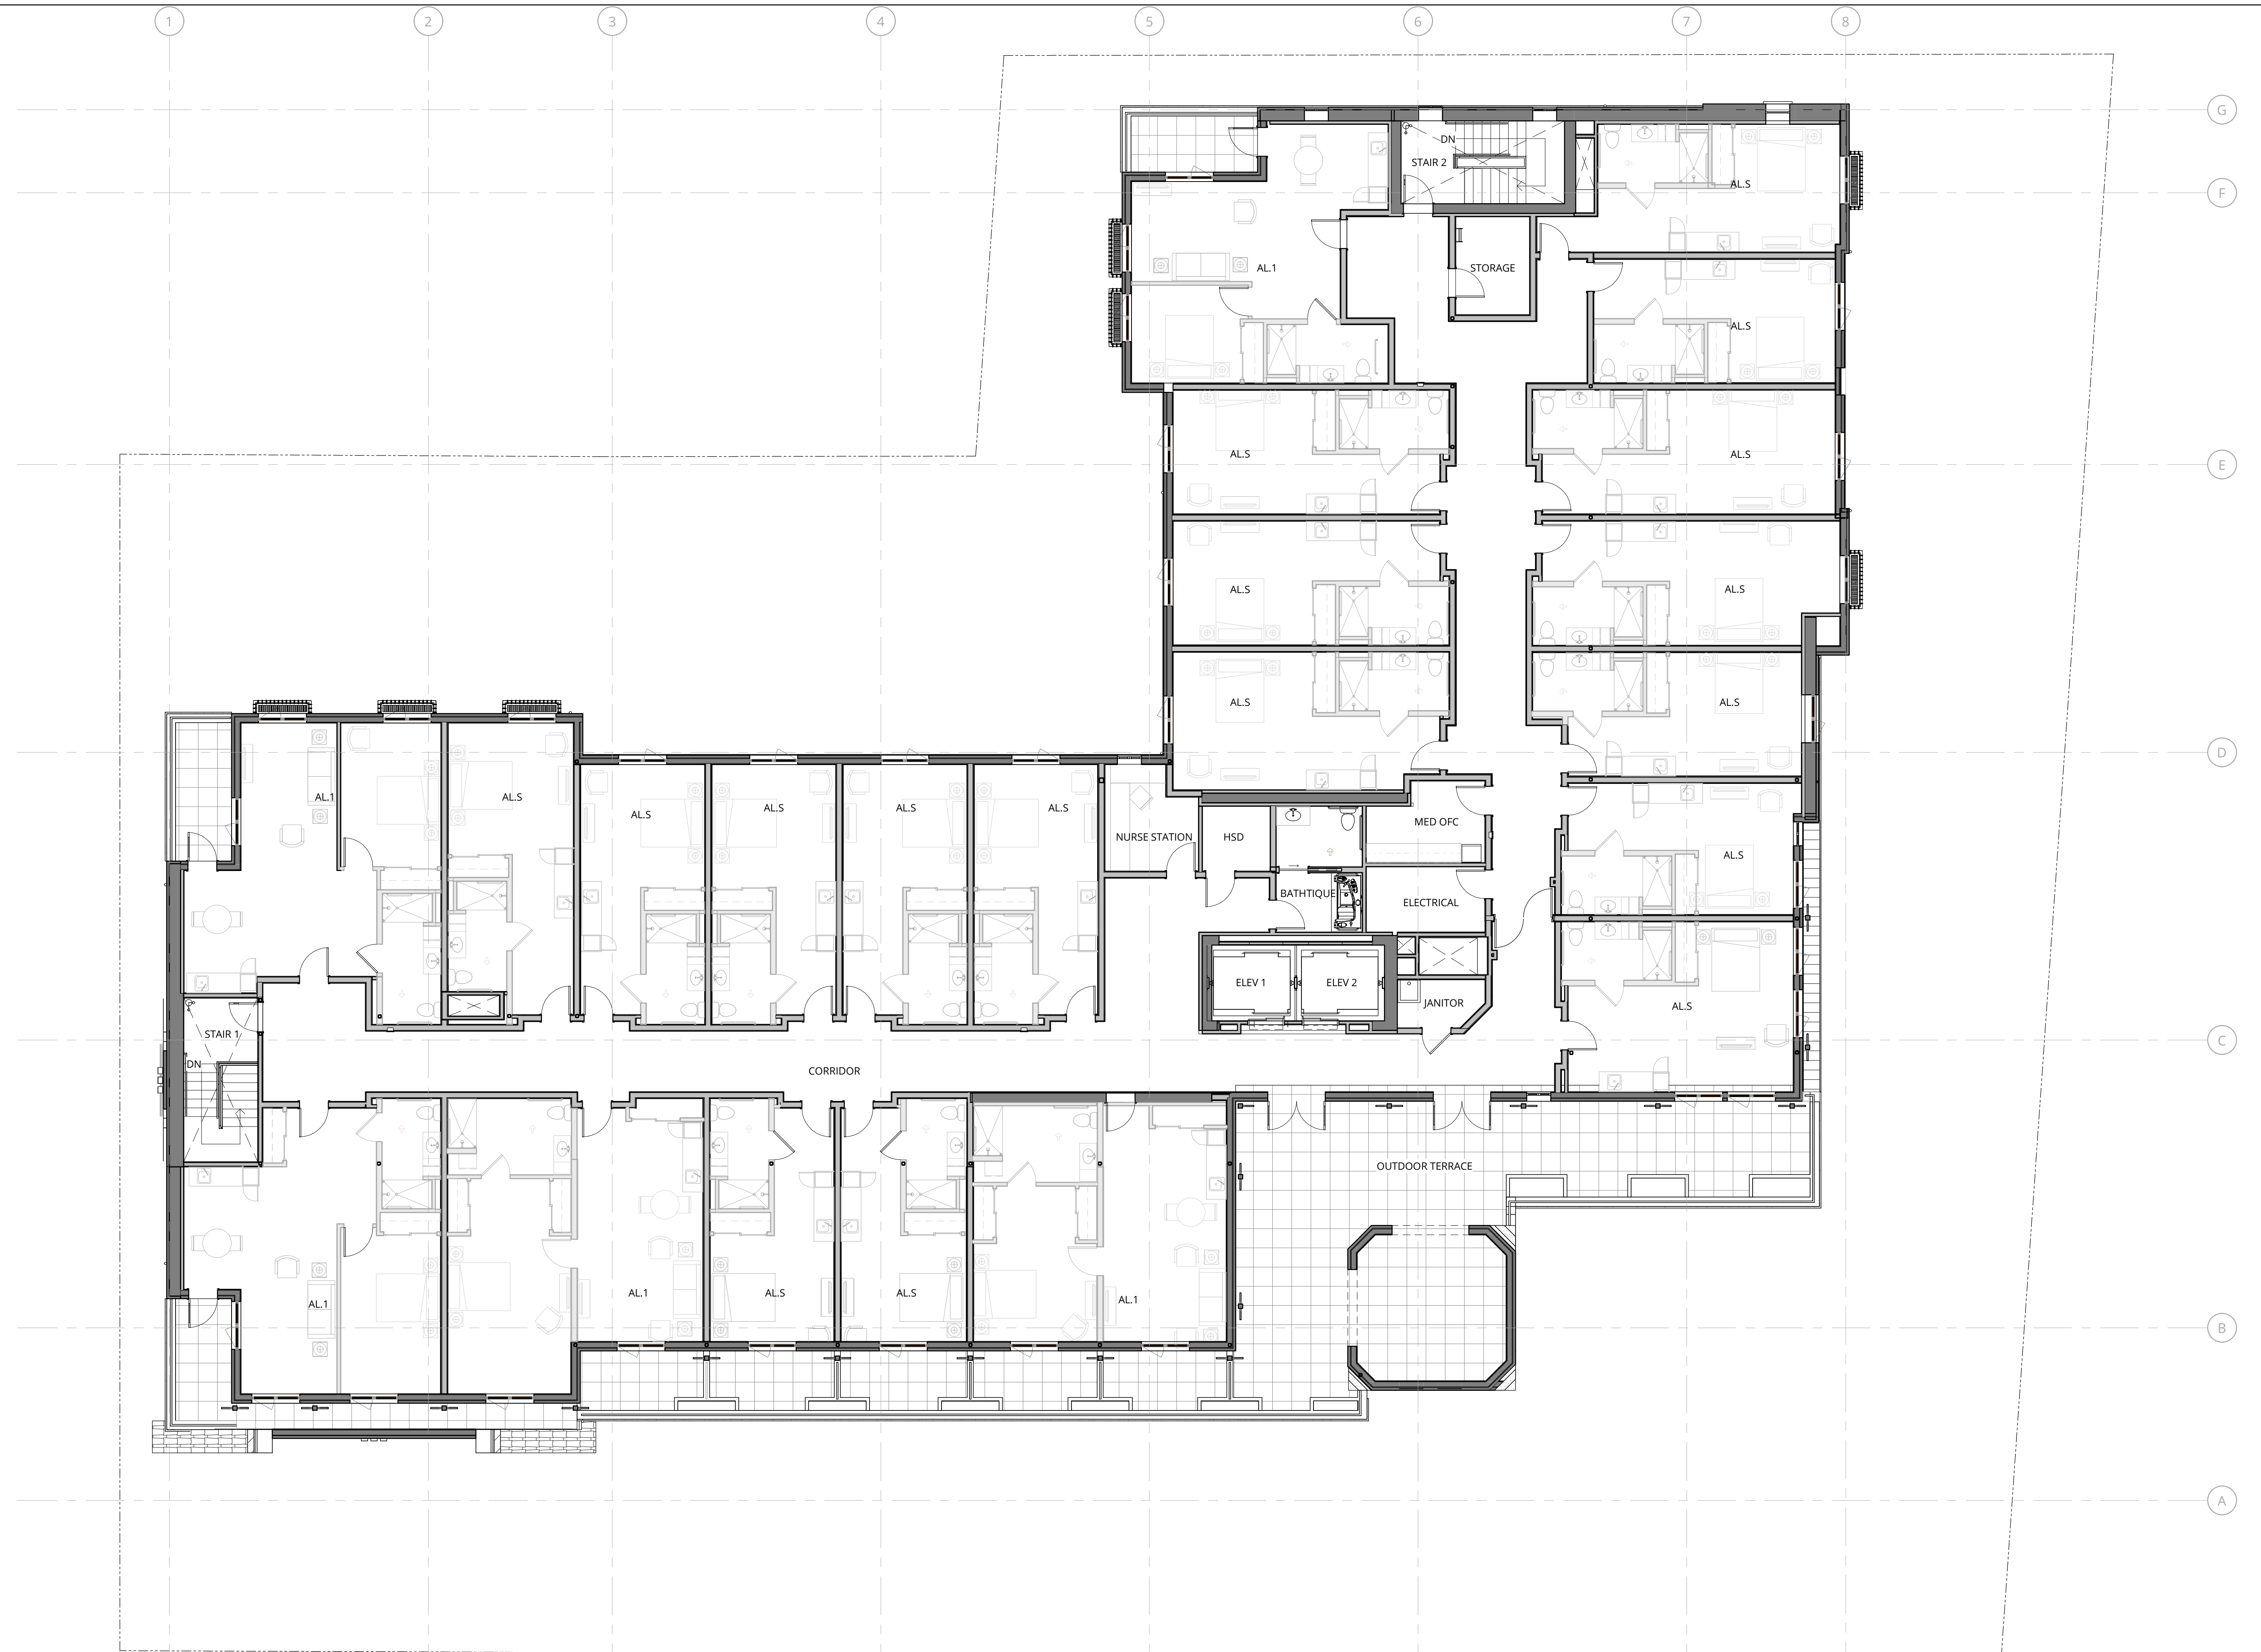 1 2 3 4 5 6 7 8
G
DN
STAIR 2
AL.S
F
AL.1
STORAGE
AL.S
AL.S
AL.S
E
AL.S
AL.S
AL.S
AL.S
D
AL.1
AL.S
AL.S
AL.S
AL.S
AL.S
NURSE STATION
HSD
MED OFC
AL.S
BATHTIQUE
ELECTRICAL
ELEV 1
ELEV 2
JANITOR
AL.S
STAIR 1
C
DN
CORRIDOR
OUTDOOR TERRACE
AL.1
AL.1
AL.S
AL.S
AL.1
B
A